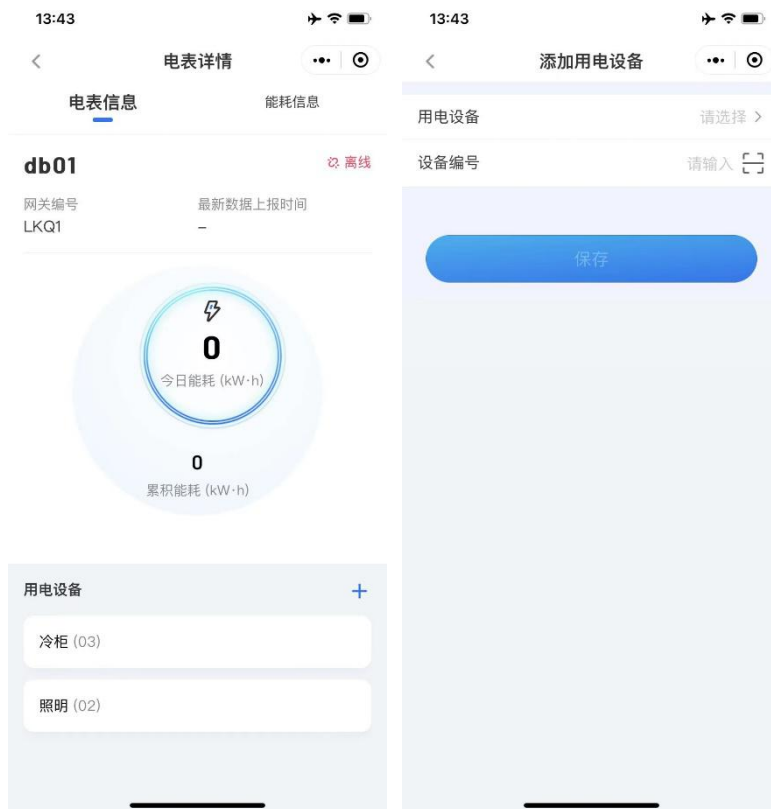 13:43
电表详情
电表信息
能耗信息
db01
离线
网关编号
最新数据上报时间
LKQ1
–
0
今日能耗 (kW·h)
0
累积能耗 (kW·h)
用电设备
+
冷柜 (03)
照明 (02)
13:43
添加用电设备
用电设备
请选择 >
设备编号
请输入
保存